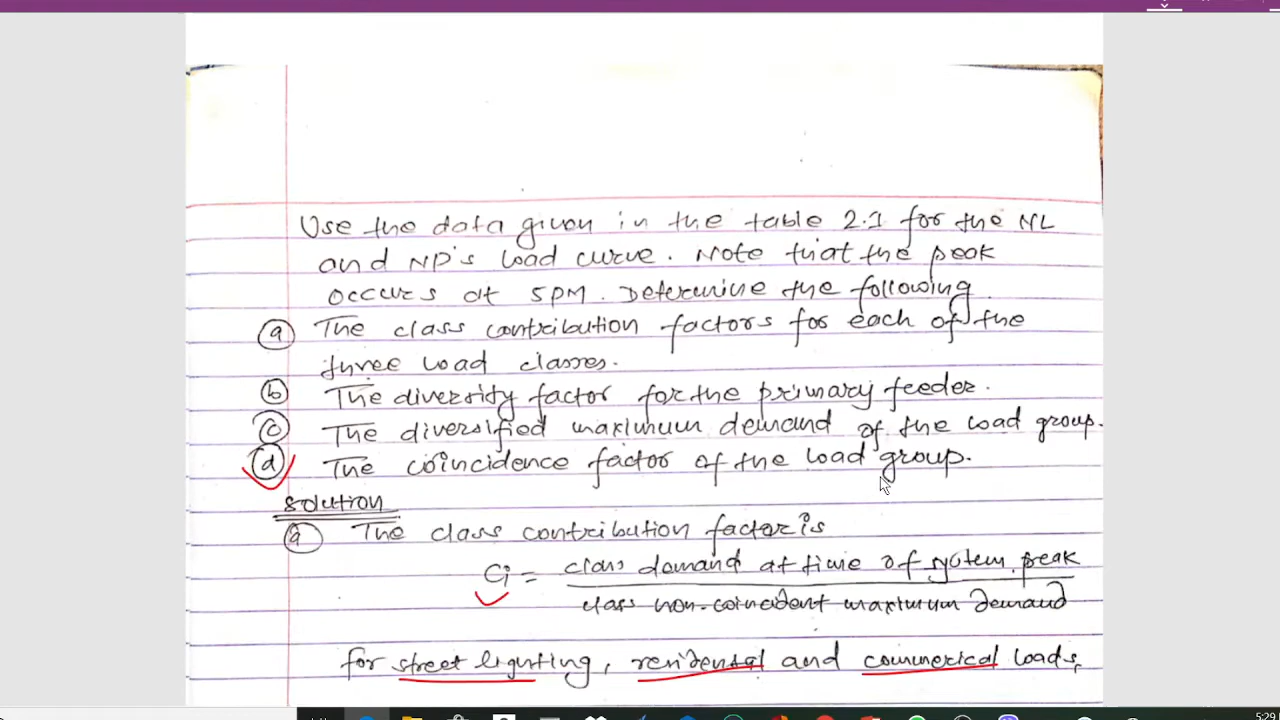 Use the data given in the table 2.1 for the NL
and NP's load curve. Note that the peak
occurs at 5PM. Determine the following.
(a) The class contribution factors for each of the
three load classes.
(b) The diversity factor for the primary feeder.
(c) The diversified maximum demand of the load group.
(d) The coincidence factor of the load group.
solution
(a) The class contribution factor is
Ci = class demand at time of system peak
class non-coincident maximum demand
for street lighting, residental and commerical loads,
5:20